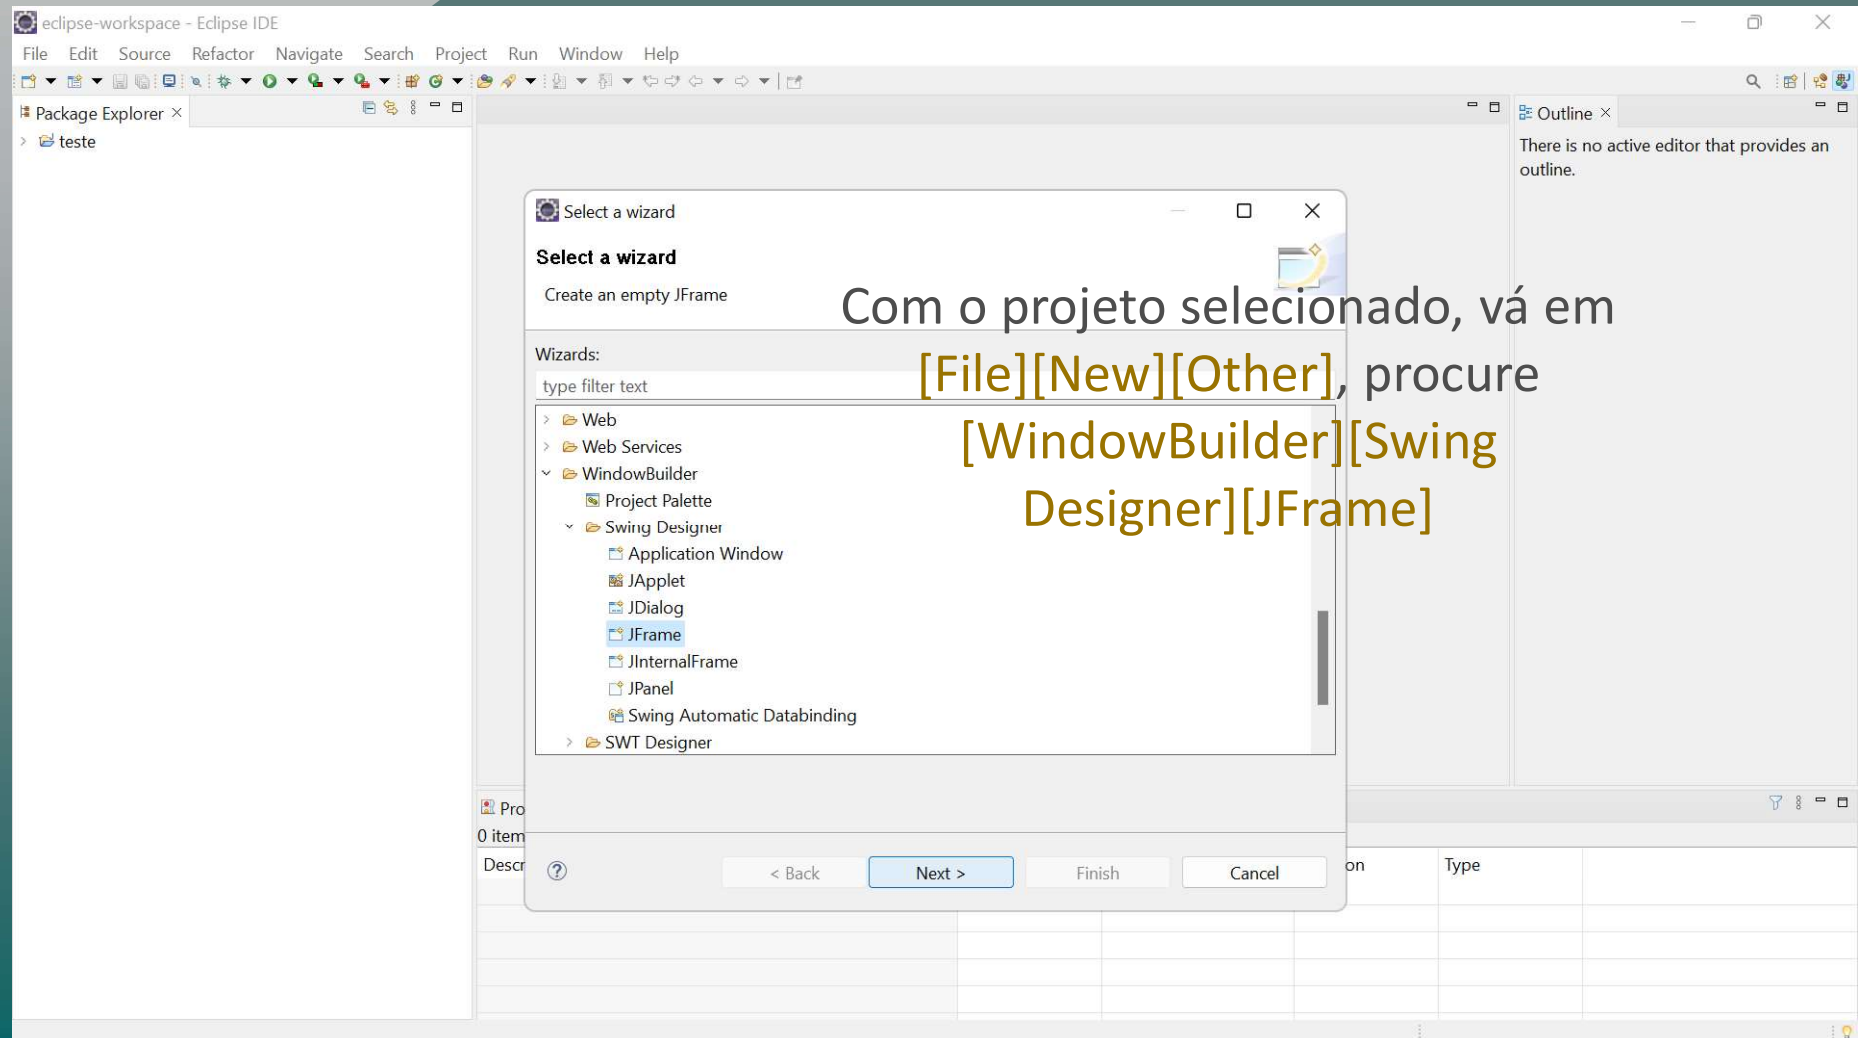 eclipse-workspace - Eclipse IDE
File Edit Source Refactor Navigate Search Project Run Window Help
Package Explorer
teste
Outline
There is no active editor that provides an
outline.
Select a wizard
Select a wizard
Create an empty JFrame
Com o projeto selecionado, vá em
[File][New][Other], procure
[WindowBuilder][Swing
Designer][JFrame]
Wizards:
type filter text
Web
Web Services
WindowBuilder
Project Palette
Swing Designer
Application Window
JApplet
JDialog
JFrame
JInternalFrame
JPanel
Swing Automatic Databinding
SWT Designer
Pro
0 item
Descr
on
Type
< Back
Next >
Finish
Cancel